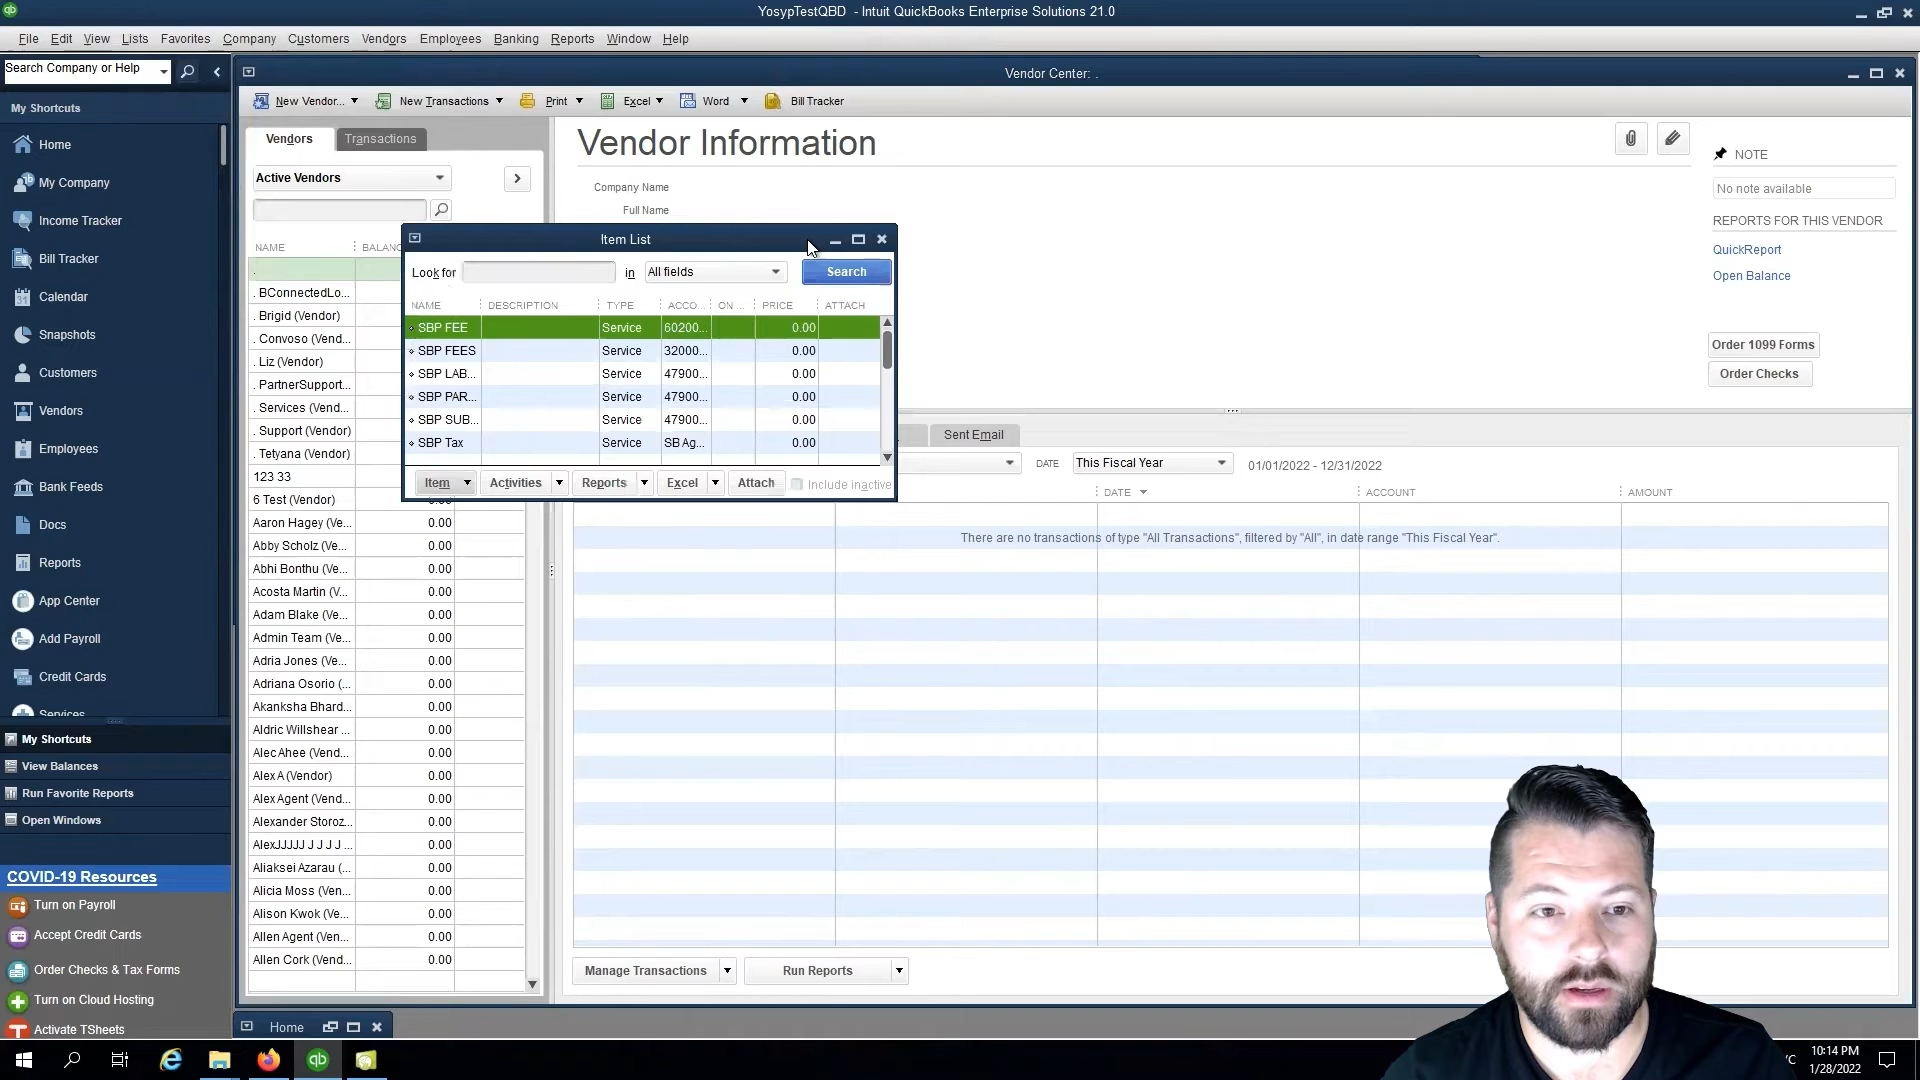 YosypTestQBD - Intuit QuickBooks Enterprise Solutions 21.0
File Edit View Lists Favorites Company Customers Vendors Employees Banking Reports Window Help
Search Company or Help
My Shortcuts
Home
My Company
Income Tracker
Bill Tracker
Calendar
Snapshots
Customers
Vendors
Employees
Bank Feeds
Docs
Reports
App Center
Add Payroll
Credit Cards
Services
My Shortcuts
View Balances
Run Favorite Reports
Open Windows
COVID-19 Resources
Turn on Payroll
Accept Credit Cards
Order Checks & Tax Forms
Turn on Cloud Hosting
Activate TSheets
Vendor Center: .
New Vendor... New Transactions Print Excel Word Bill Tracker
Vendors Transactions
Active Vendors
NAME BALANC
.
. BConnectedLo...
. Brigid (Vendor)
. Convoso (Vend...
. Liz (Vendor)
. PartnerSupport...
. Services (Vend...
. Support (Vendor)
. Tetyana (Vendor)
123 33
6 Test (Vendor) 0.00
Aaron Hagey (V... 0.00
Abby Scholz (Ve... 0.00
Abhi Bonthu (Ve... 0.00
Acosta Martin (V... 0.00
Adam Blake (Ve... 0.00
Admin Team (Ve... 0.00
Adria Jones (Ve... 0.00
Adriana Osorio (... 0.00
Akanksha Bhard... 0.00
Aldric Willshear ... 0.00
Alec Ahee (Vend... 0.00
Alex A (Vendor) 0.00
Alex Agent (Vend... 0.00
Alexander Storoz... 0.00
AlexJJJJJ J J J J ... 0.00
Aliaksei Azarau (... 0.00
Alicia Moss (Ven... 0.00
Alison Kwok (Ve... 0.00
Allen Agent (Ven... 0.00
Allen Cork (Vend... 0.00
Item List
Look for in All fields Search
NAME DESCRIPTION TYPE ACCO... ON ... PRICE ATTACH
SBP FEE Service 60200... 0.00
SBP FEES Service 32000... 0.00
SBP LAB... Service 47900... 0.00
SBP PAR... Service 47900... 0.00
SBP SUB... Service 47900... 0.00
SBP Tax Service SB Ag... 0.00
Item Activities Reports Excel Attach Include inactive
Vendor Information
Company Name
Full Name
NOTE
No note available
REPORTS FOR THIS VENDOR
QuickReport
Open Balance
Order 1099 Forms
Order Checks
Sent Email
DATE This Fiscal Year 01/01/2022 - 12/31/2022
DATE ACCOUNT AMOUNT
There are no transactions of type "All Transactions", filtered by "All", in date range "This Fiscal Year".
Manage Transactions Run Reports
Home
10:14 PM
1/28/2022